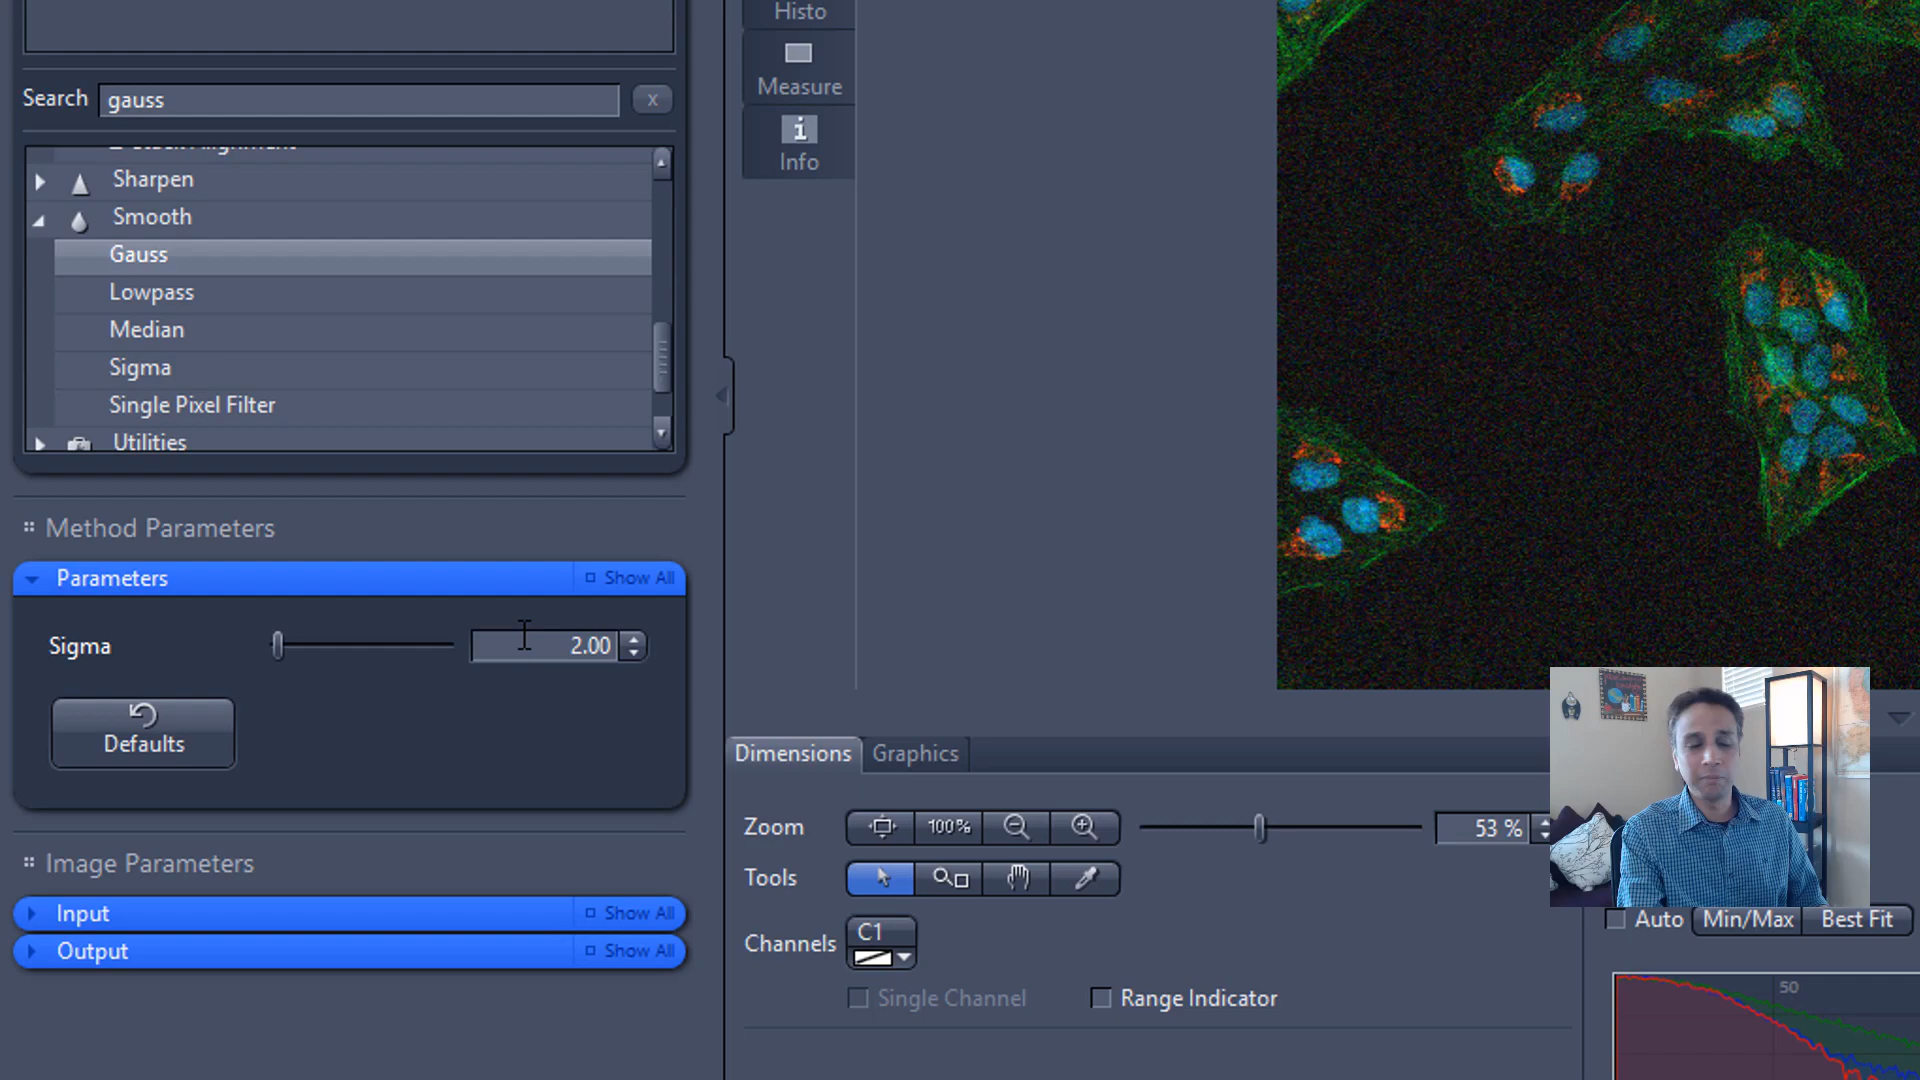 Histo
Measure
Info
Search gauss x
Sharpen
Smooth
Gauss
Lowpass
Median
Sigma
Single Pixel Filter
Utilities
Method Parameters
Parameters Show All
Sigma 2.00
Defaults
Image Parameters
Input Show All
Output Show All
Dimensions Graphics
Zoom 100% 53 %
Tools
Channels C1
Single Channel Range Indicator
Auto Min/Max Best Fit
50